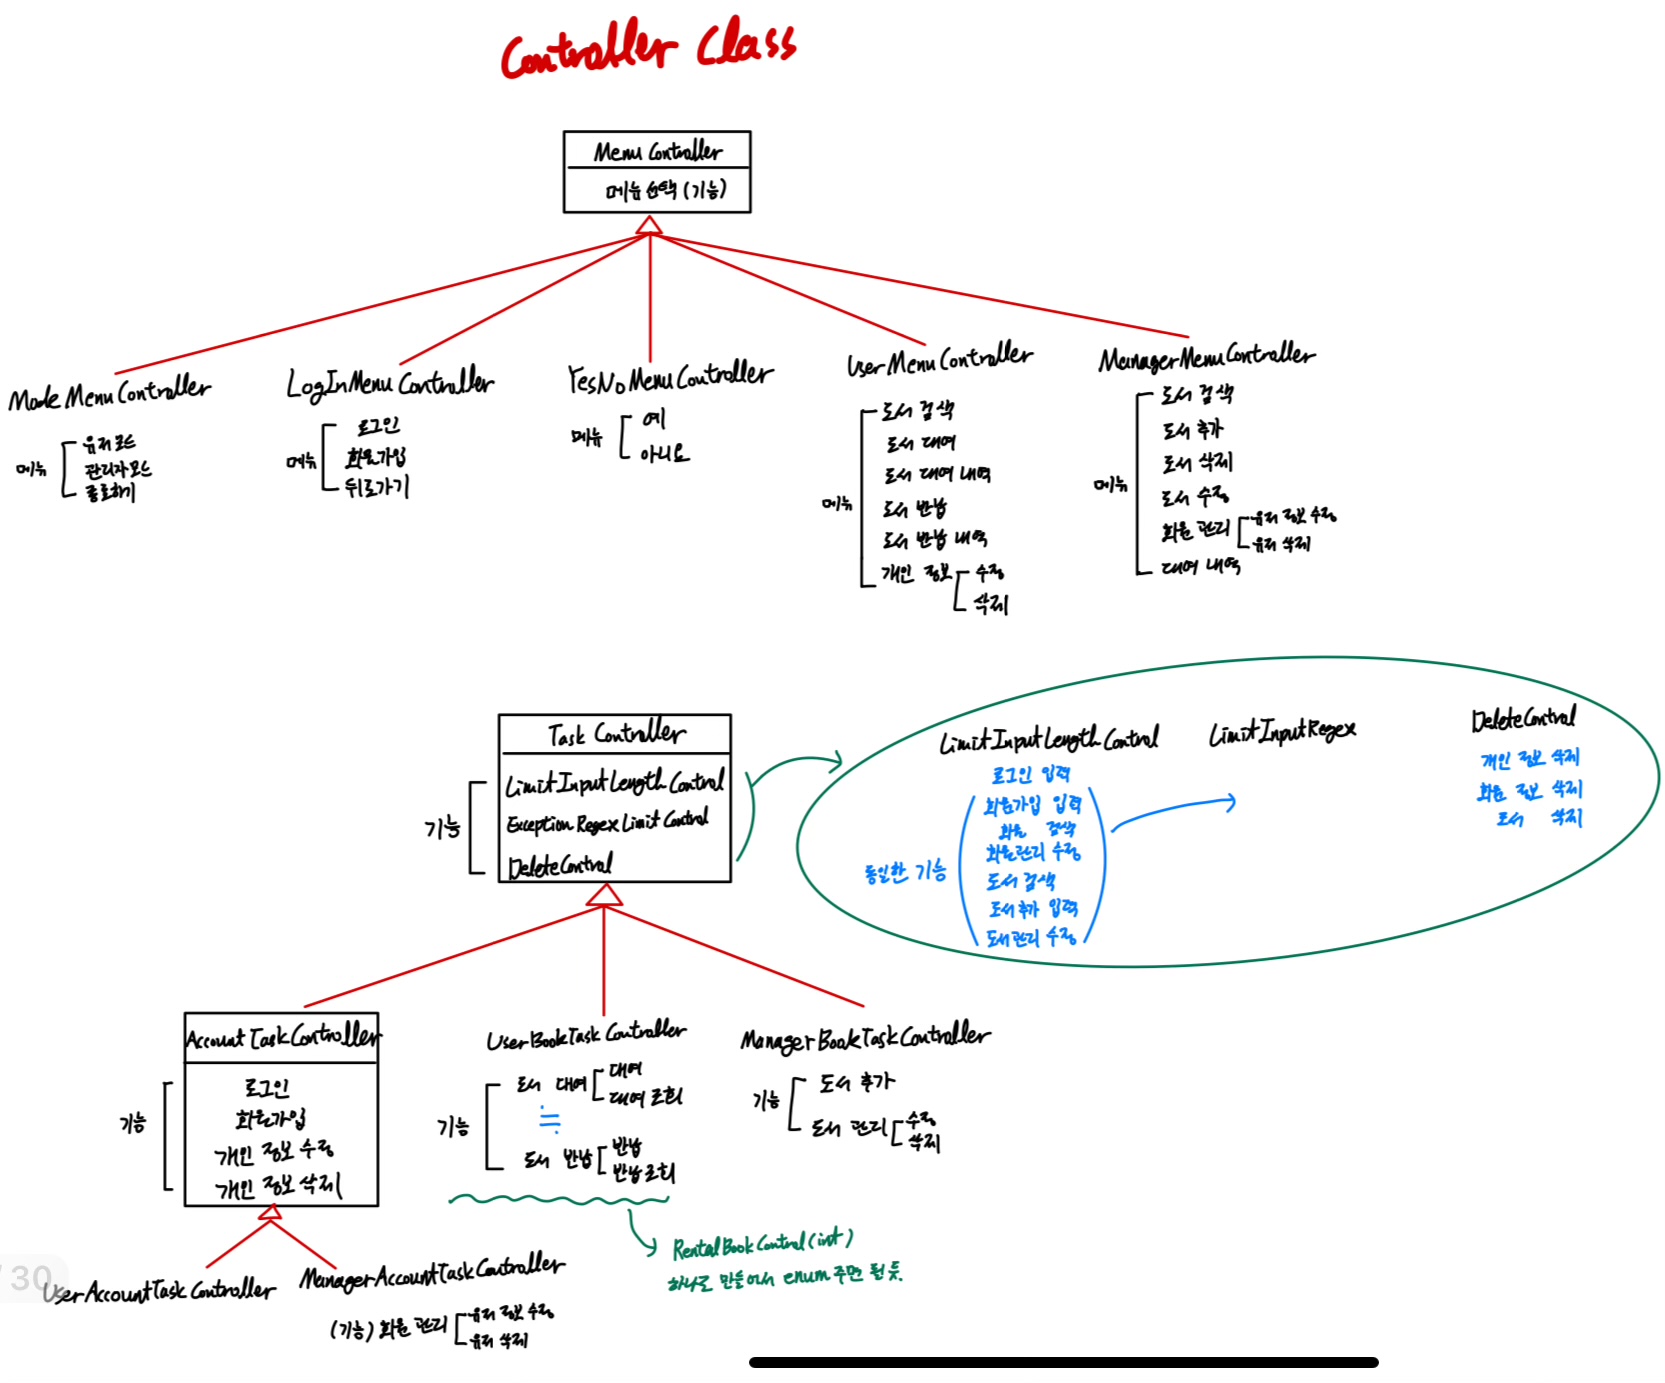 Controller Class
Menu Controller
메뉴 선택 (기능)
Mode Menu Controller
메뉴
유저 모드
관리자 모드
종료하기
LogIn Menu Controller
메뉴
로그인
회원가입
뒤로가기
YesNo Menu Controller
메뉴
예
아니요
User Menu Controller
메뉴
도서 검색
도서 대여
도서 대여 내역
도서 반납
도서 반납 내역
개인 정보
수정
삭제
Manager Menu Controller
메뉴
도서 검색
도서 추가
도서 삭제
도서 수정
회원 관리
유저 정보 수정
유저 삭제
대여 내역
Task Controller
기능
LimitInputLength Control
Exception Regex Limit Control
DeleteControl
LimitInputLength Control
로그인 입력
동일한 기능
회원가입 입력
회원 검색
회원관리 수정
도서 검색
도서추가 입력
도서관리 수정
LimitInputRegex
DeleteControl
개인 정보 삭제
회원 정보 삭제
도서 삭제
Account Task Controller
기능
로그인
회원가입
개인 정보 수정
개인 정보 삭제
UserBookTask Controller
기능
도서 대여
대여
대여 조회
≒
도서 반납
반납
반납 조회
RentalBookControl (int)
하나로 만들어서 enum 주면 될 듯.
Manager BookTaskController
기능
도서 추가
도서 관리
수정
삭제
UserAccountTask Controller
ManagerAccountTaskController
(기능) 회원 관리
유저 정보 수정
유저 삭제
/ 30